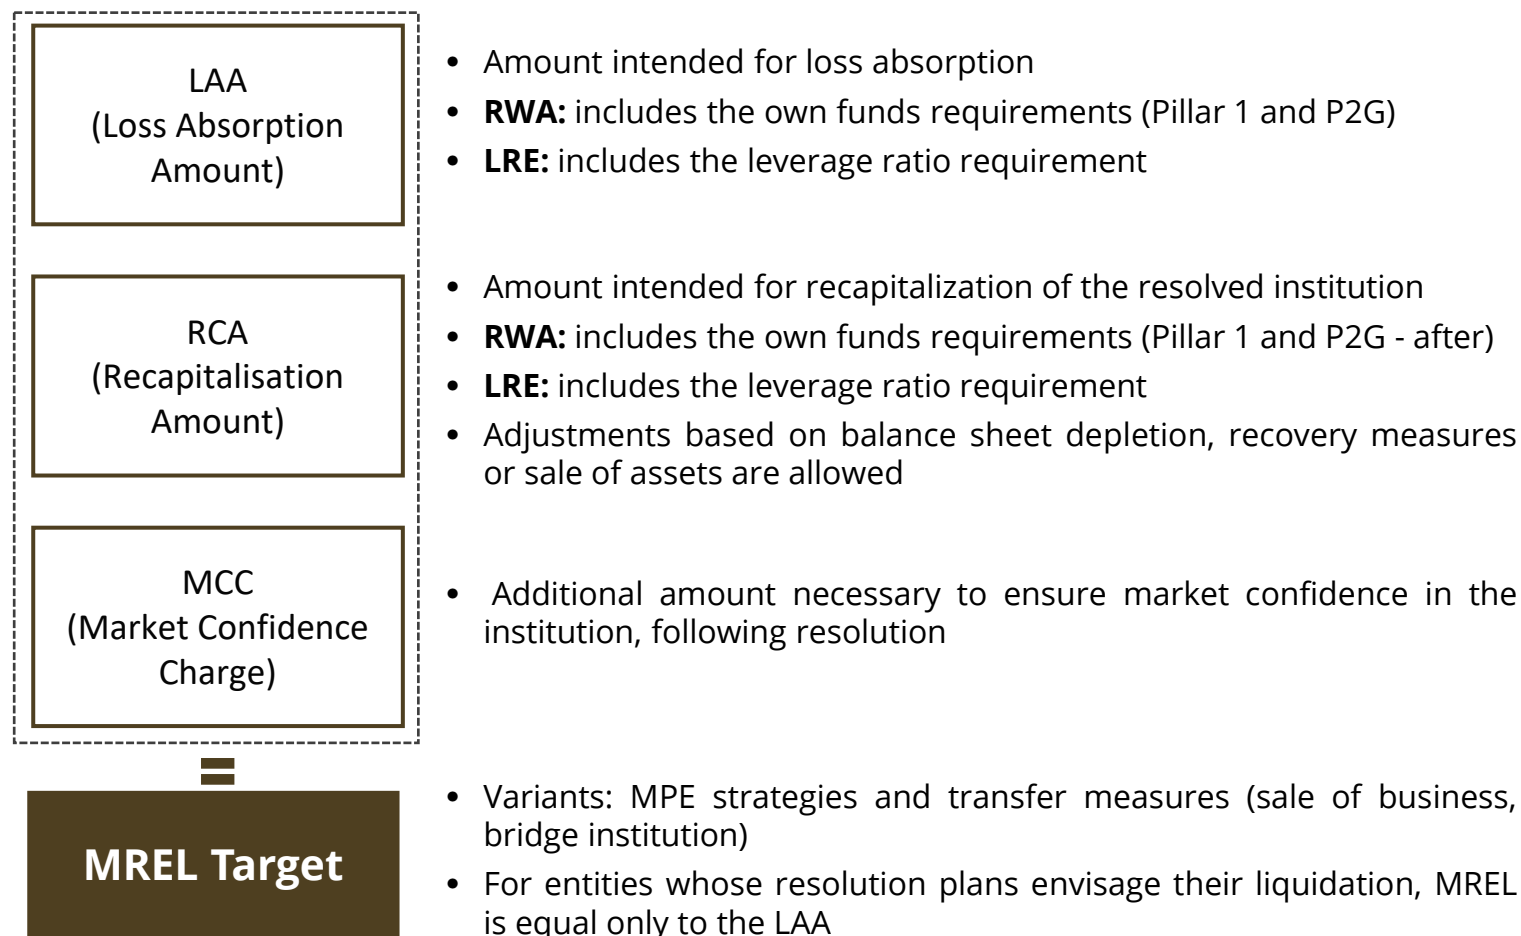 LAA
(Loss Absorption
Amount)
• Amount intended for loss absorption
• RWA: includes the own funds requirements (Pillar 1 and P2G)
• LRE: includes the leverage ratio requirement
RCA
(Recapitalisation
Amount)
• Amount intended for recapitalization of the resolved institution
• RWA: includes the own funds requirements (Pillar 1 and P2G - after)
• LRE: includes the leverage ratio requirement
• Adjustments based on balance sheet depletion, recovery measures
or sale of assets are allowed
MCC
(Market Confidence
Charge)
• Additional amount necessary to ensure market confidence in the
institution, following resolution
=
MREL Target
• Variants: MPE strategies and transfer measures (sale of business,
bridge institution)
• For entities whose resolution plans envisage their liquidation, MREL
is equal only to the LAA